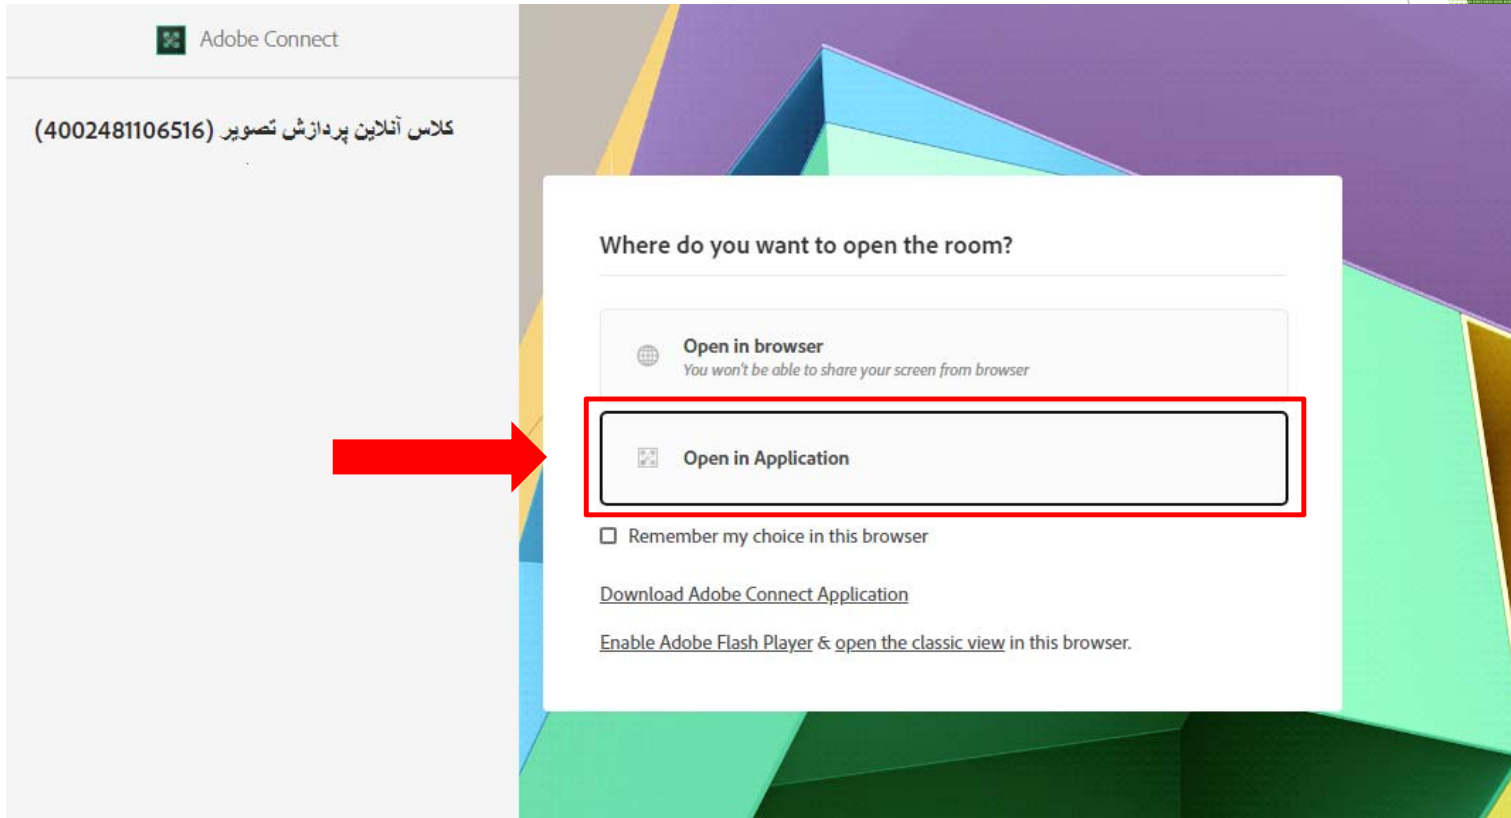 Adobe Connect
کلاس آنلاین پردازش تصویر (4002481106516)
Where do you want to open the room?
Open in browser
You won't be able to share your screen from browser
Open in Application
Remember my choice in this browser
Download Adobe Connect Application
Enable Adobe Flash Player & open the classic view in this browser.